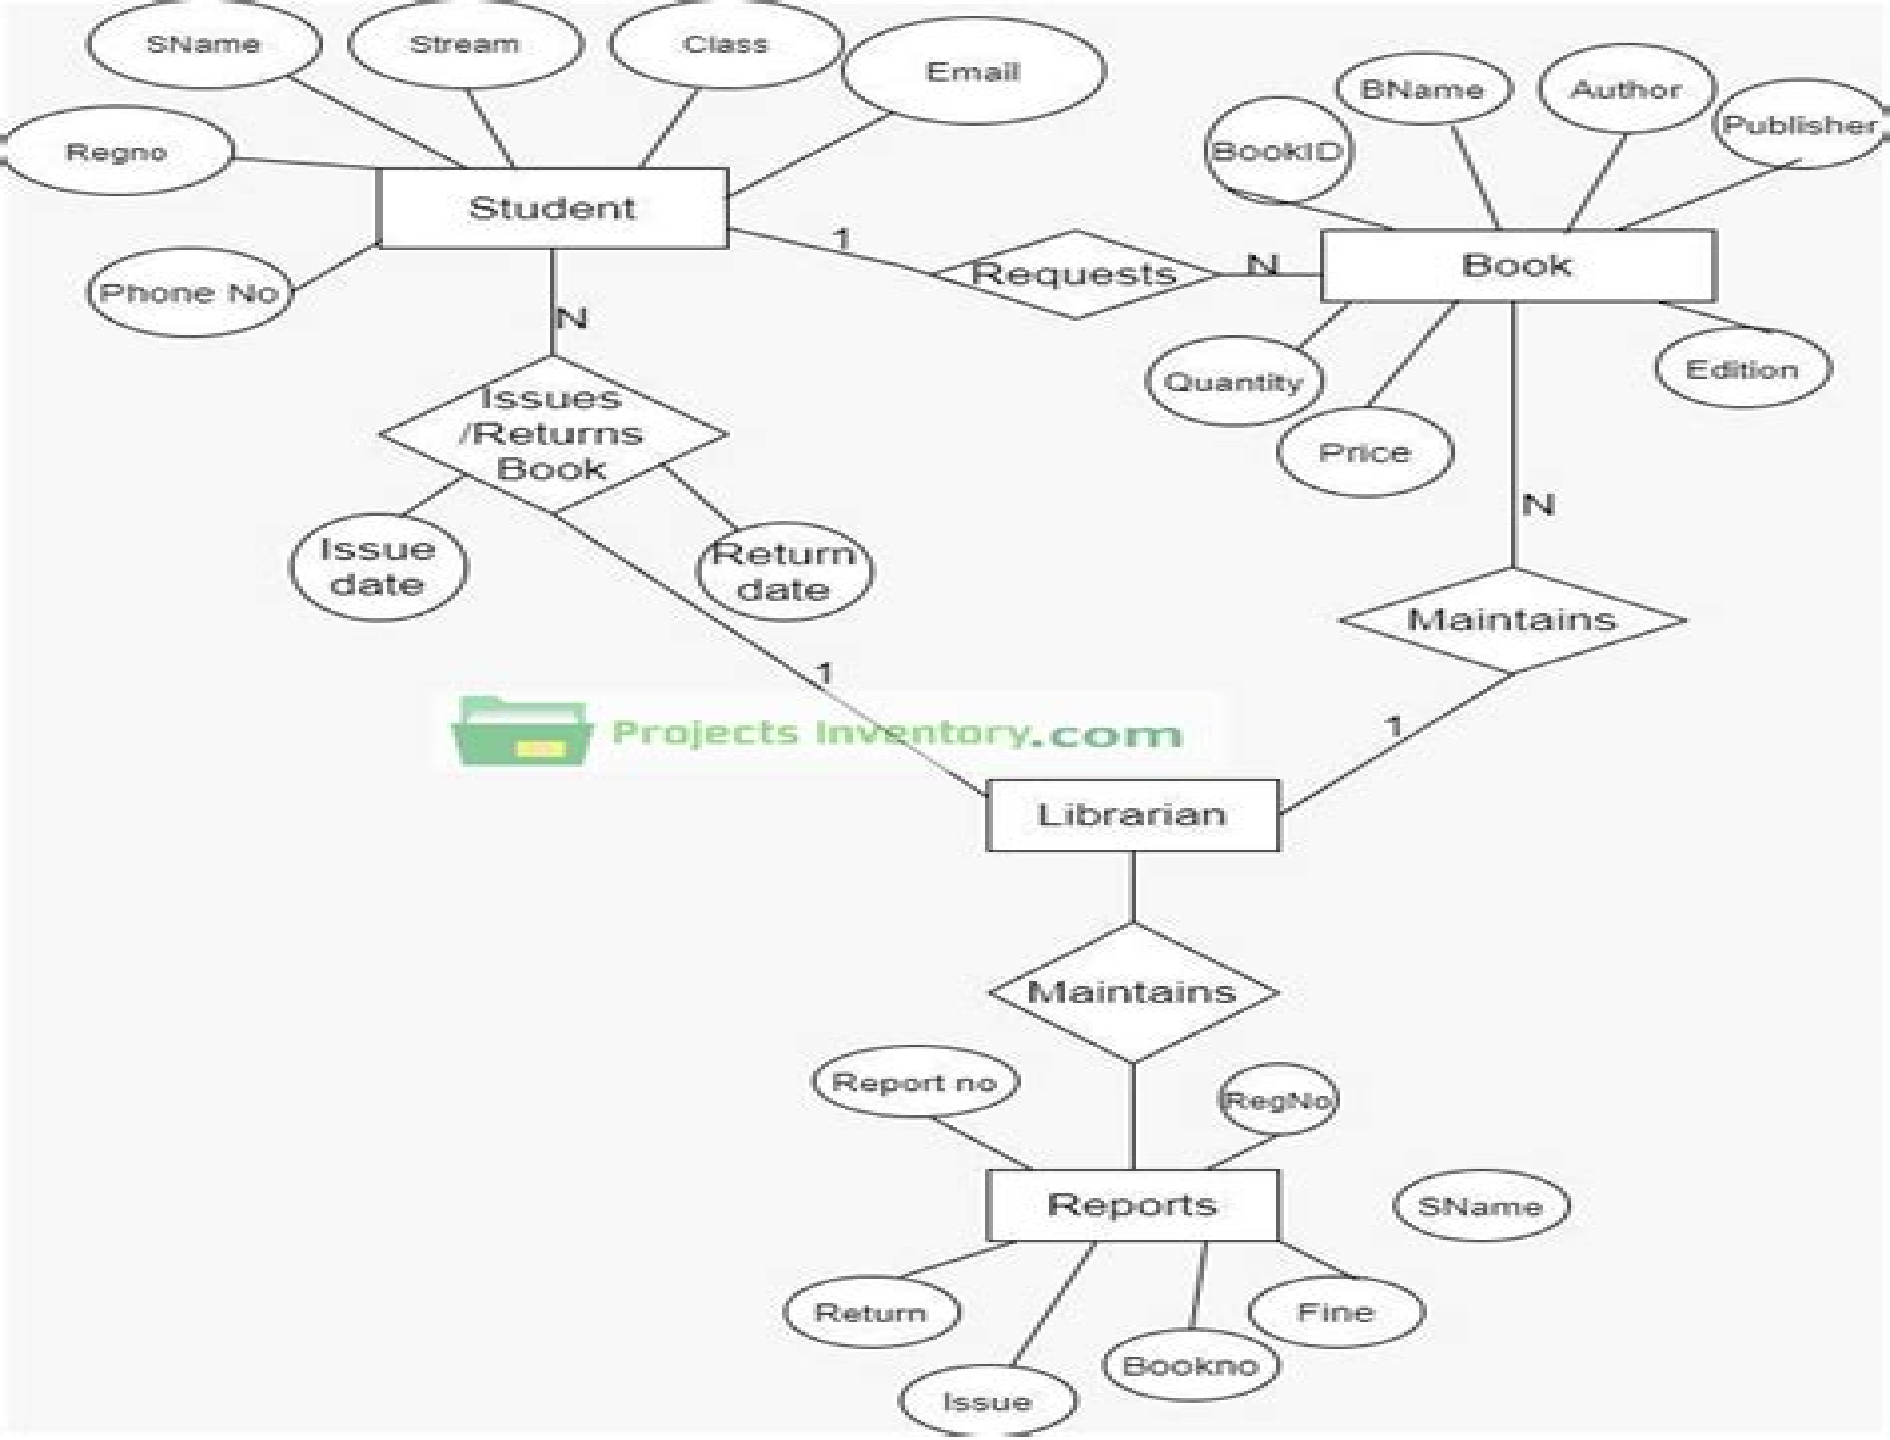 SName
Stream
Class
Email
BName
Author
Publisher
BookID
Regno
Student
Phone No
1
Requests
N
Book
N
Quantity
Edition
Price
Issues
/Returns
Book
N
Issue
date
Return
date
Maintains
1
Projects Inventory.com
1
Librarian
Maintains
Report no
RegNo
Reports
SName
Return
Fine
Bookno
Issue